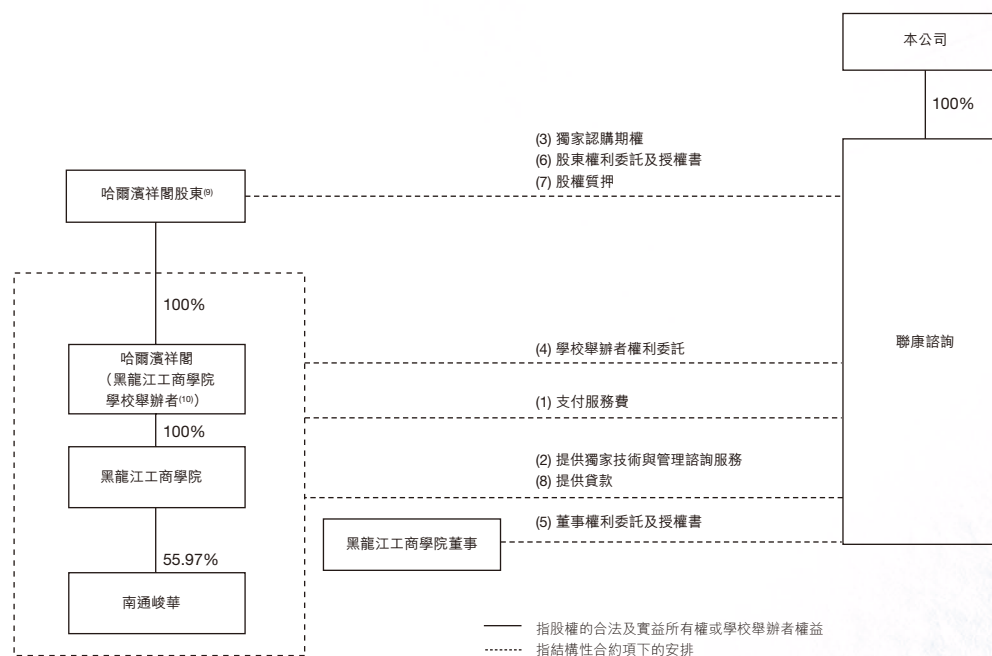 本公司
100%
(3) 獨家認購期權
(6) 股東權利委託及授權書
(7) 股權質押
哈爾濱祥閣股東(9)
100%
哈爾濱祥閣
（黑龍江工商學院
學校舉辦者(10)）
(4) 學校舉辦者權利委託
聯康諮詢
(1) 支付服務費
100%
黑龍江工商學院
(2) 提供獨家技術與管理諮詢服務
(8) 提供貸款
(5) 董事權利委託及授權書
黑龍江工商學院董事
55.97%
南通峻華
指股權的合法及實益所有權或學校舉辦者權益
指結構性合約項下的安排